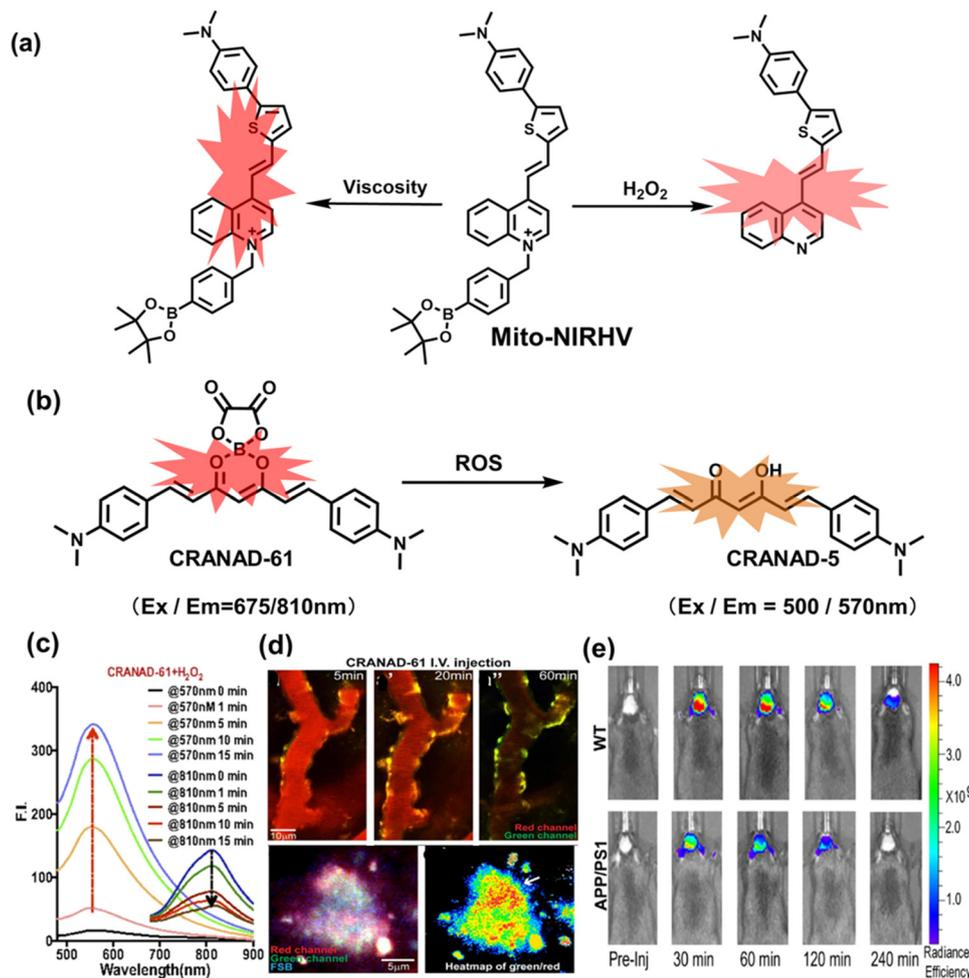 (a)
N
S
N+
B
O
O
Viscosity
N
S
N+
B
O
O
Mito-NIRHV
H2O2
N
S
N
(b)
O
O
O
O
B
O
O
N
N
CRANAD-61
(Ex / Em=675/810nm)
ROS
O
OH
N
N
CRANAD-5
(Ex / Em = 500 / 570nm)
(c)
CRANAD-61+H2O2
@570nm 0 min
@570nM 1 min
@570nm 5 min
@570nm 10 min
@570nm 15 min
@810nm 0 min
@810nm 1 min
@810nm 5 min
@810nm 10 min
@810nm 15 min
400
300
200
100
0
F.I.
500
600
700
800
900
Wavelength(nm)
(d)
CRANAD-61 I.V. injection
5min
20min
60min
10μm
Red channel
Green channel
Red channel
Green channel
FSB
5μm
Heatmap of green/red
(e)
WT
APP/PS1
Pre-Inj
30 min
60 min
120 min
240 min
4.0
3.0
2.0
X10
1.0
Radiance
Efficiency